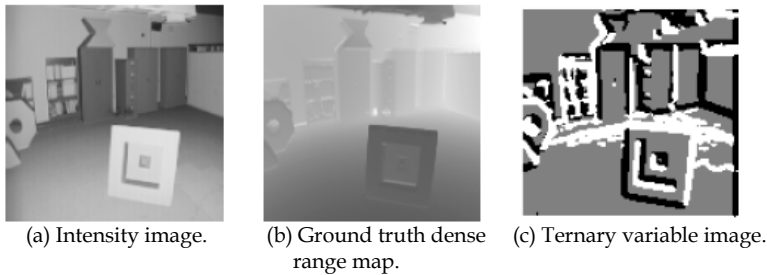 (a) Intensity image.
(b) Ground truth dense
range map.
(c) Ternary variable image.